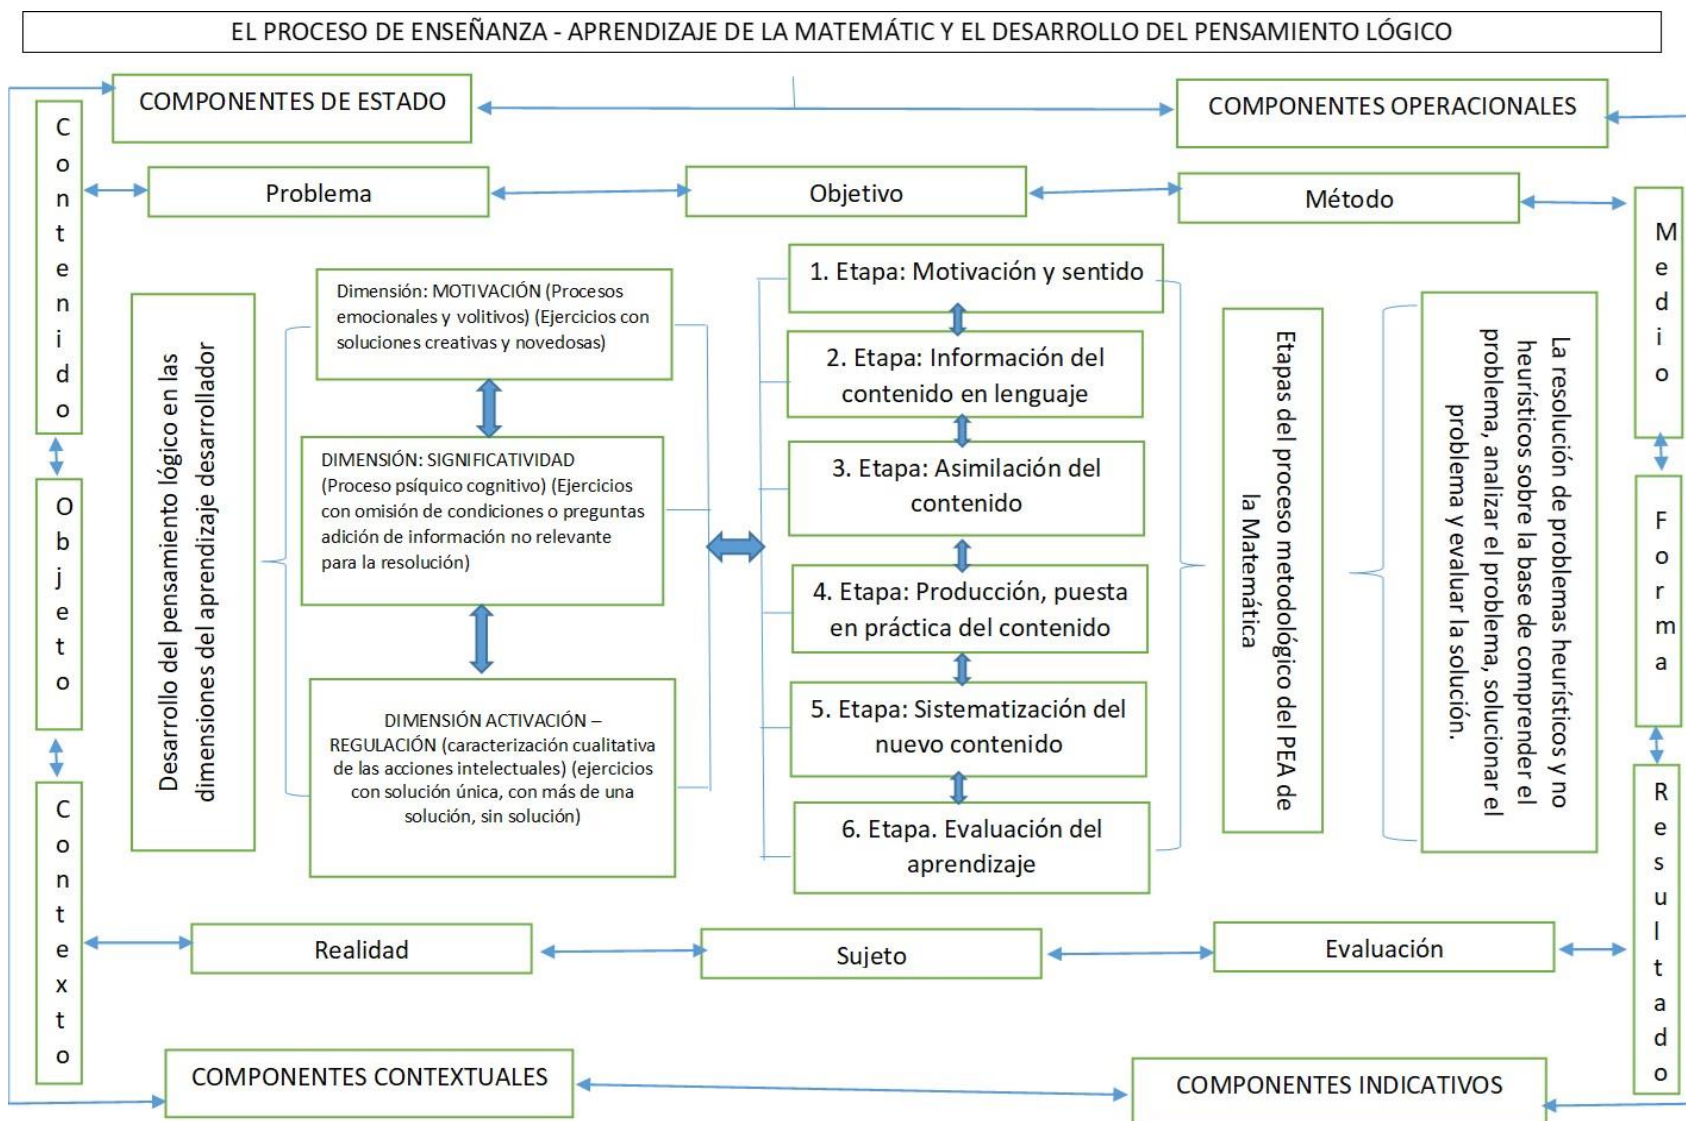 EL PROCESO DE ENSEÑANZA - APRENDIZAJE DE LA MATEMÁTIC Y EL DESARROLLO DEL PENSAMIENTO LÓGICO
COMPONENTES DE ESTADO
COMPONENTES OPERACIONALES
Contenido
Problema
Objetivo
Método
Medio
Desarrollo del pensamiento lógico en las
dimensiones del aprendizaje desarrollador
Dimensión: MOTIVACIÓN (Procesos
emocionales y volitivos) (Ejercicios con
soluciones creativas y novedosas)
DIMENSIÓN: SIGNIFICATIVIDAD
(Proceso psíquico cognitivo) (Ejercicios
con omisión de condiciones o preguntas
adición de información no relevante
para la resolución)
DIMENSIÓN ACTIVACIÓN –
REGULACIÓN (caracterización cualitativa
de las acciones intelectuales) (ejercicios
con solución única, con más de una
solución, sin solución)
1. Etapa: Motivación y sentido
2. Etapa: Información del
contenido en lenguaje
3. Etapa: Asimilación del
contenido
4. Etapa: Producción, puesta
en práctica del contenido
5. Etapa: Sistematización del
nuevo contenido
6. Etapa. Evaluación del
aprendizaje
Etapas del proceso metodológico del PEA de
la Matemática
La resolución de problemas heurísticos y no
heurísticos sobre la base de comprender el
problema, analizar el problema, solucionar el
problema y evaluar la solución.
Objeto
Forma
Contexto
Realidad
Sujeto
Evaluación
Resultado
COMPONENTES CONTEXTUALES
COMPONENTES INDICATIVOS